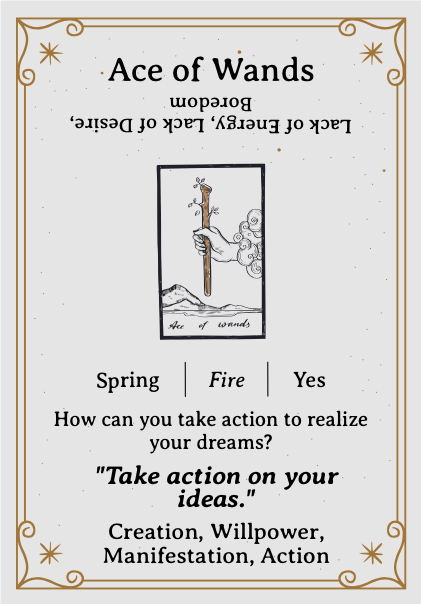 Ace of Wands
Lack of Energy, Lack of Desire,
Boredom
Ace of wands
Spring | Fire | Yes
How can you take action to realize
your dreams?
"Take action on your
ideas."
Creation, Willpower,
Manifestation, Action